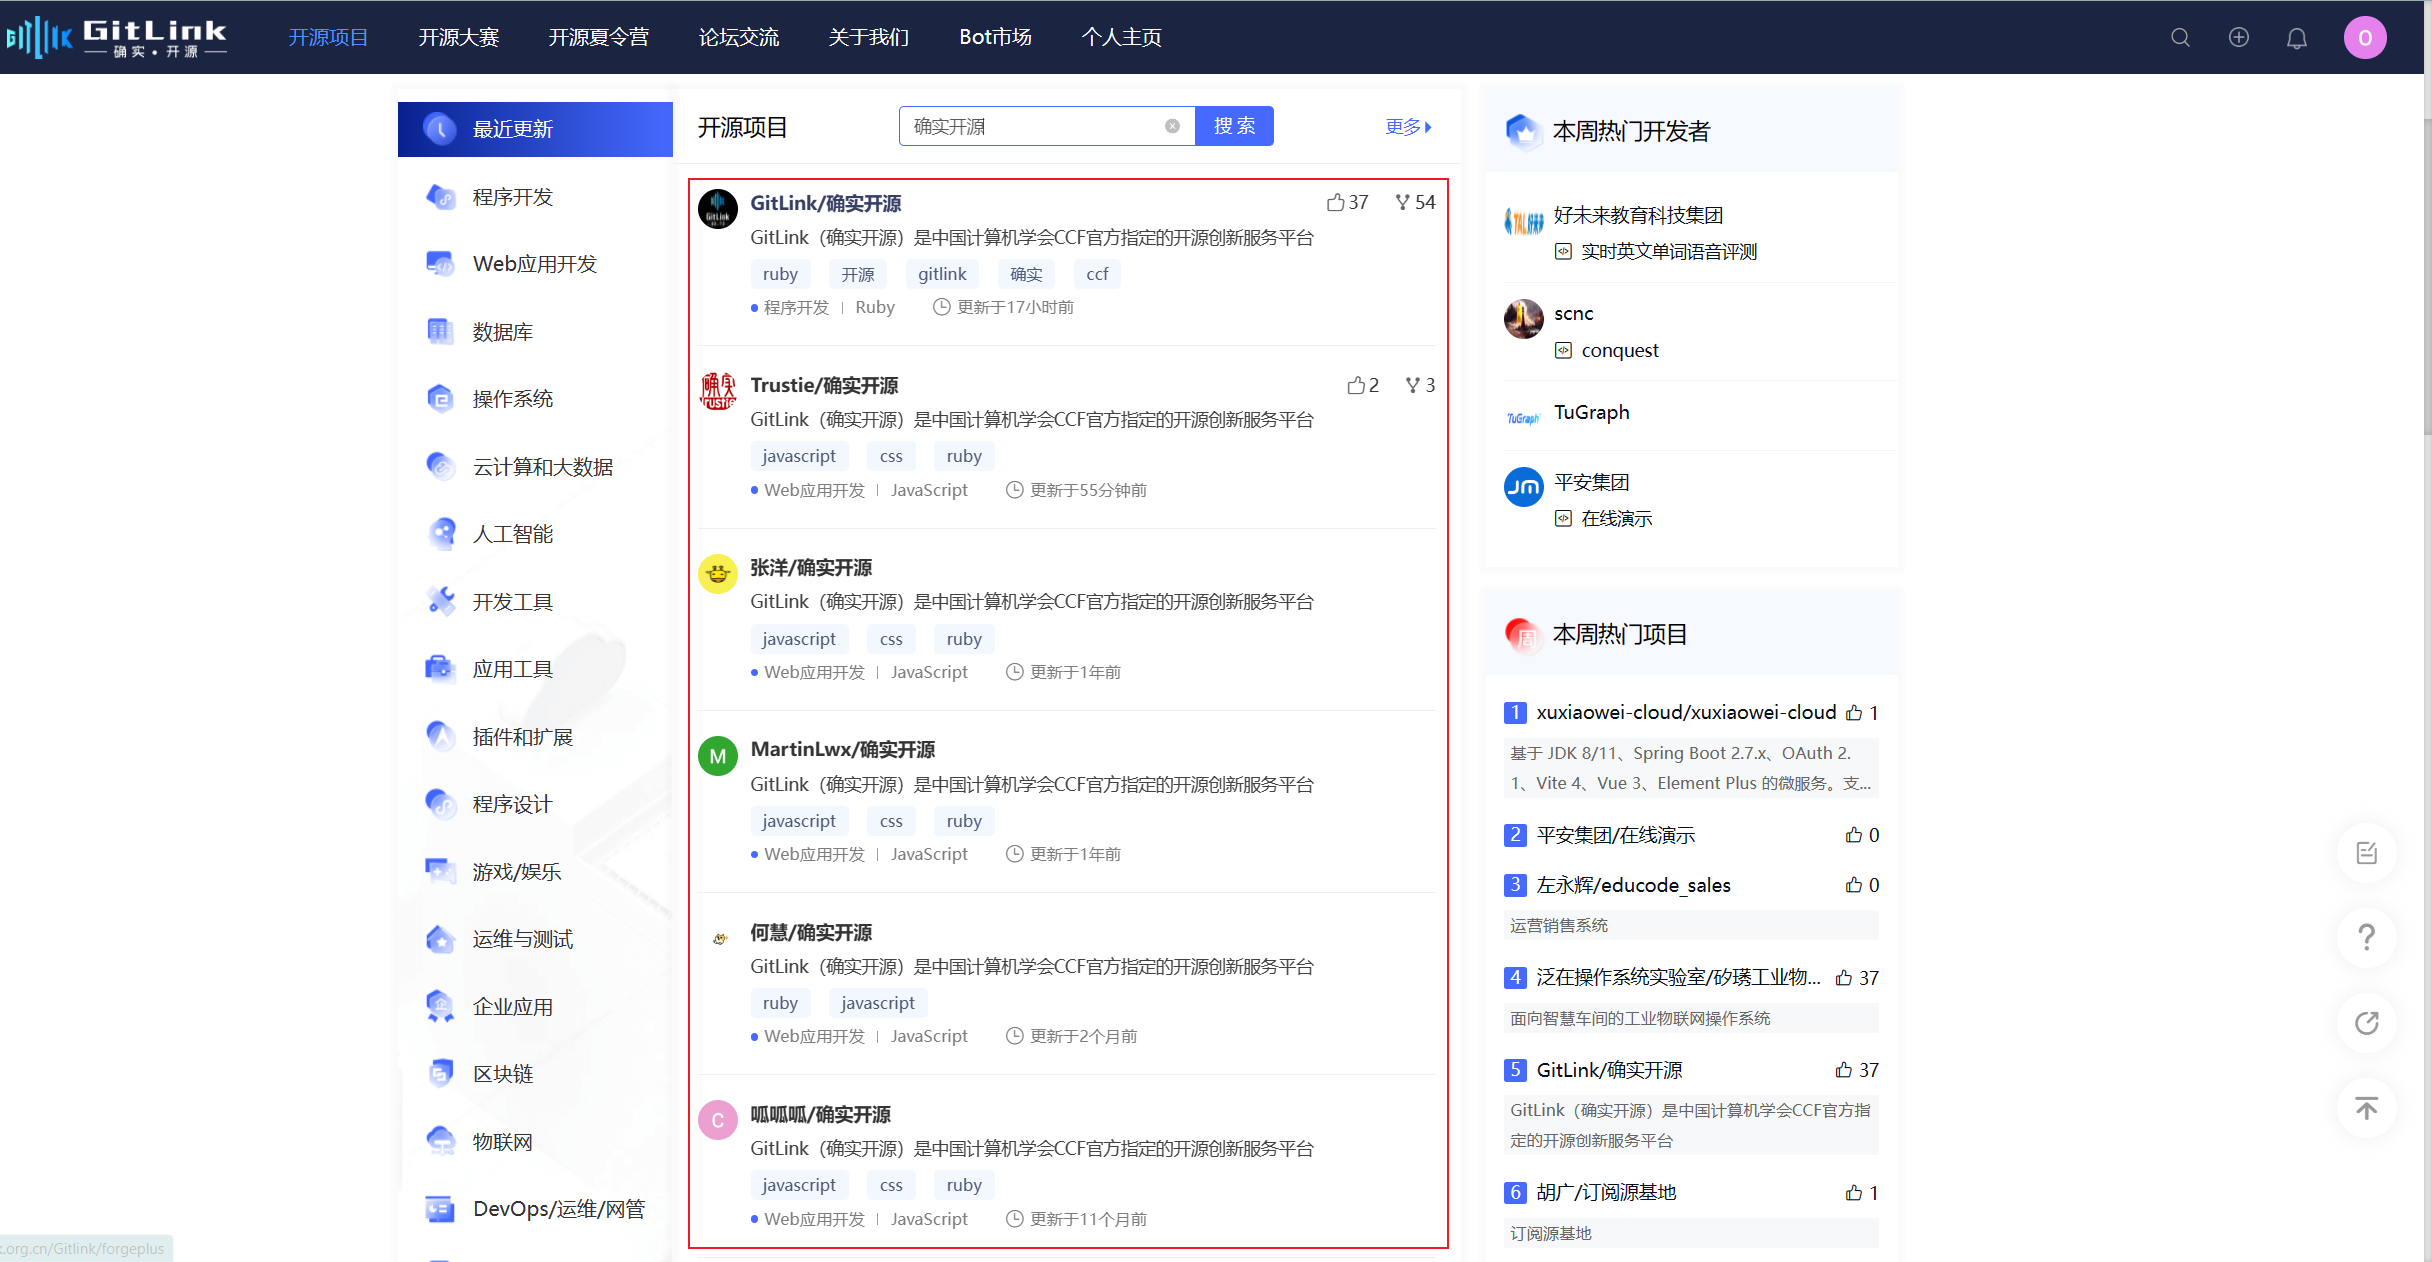 GitLink
确实·开源
开源项目 开源大赛 开源夏令营 论坛交流 关于我们 Bot市场 个人主页
O
最近更新
程序开发
Web应用开发
数据库
操作系统
云计算和大数据
人工智能
开发工具
应用工具
插件和扩展
程序设计
游戏/娱乐
运维与测试
企业应用
区块链
物联网
DevOps/运维/网管
.org.cn/Gitlink/forgeplus
开源项目 确实开源 搜索 更多
GitLink/确实开源 37 54
GitLink（确实开源）是中国计算机学会CCF官方指定的开源创新服务平台
ruby 开源 gitlink 确实 ccf
程序开发 | Ruby 更新于17小时前
Trustie/确实开源 2 3
GitLink（确实开源）是中国计算机学会CCF官方指定的开源创新服务平台
javascript css ruby
Web应用开发 | JavaScript 更新于55分钟前
张洋/确实开源
GitLink（确实开源）是中国计算机学会CCF官方指定的开源创新服务平台
javascript css ruby
Web应用开发 | JavaScript 更新于1年前
M
MartinLwx/确实开源
GitLink（确实开源）是中国计算机学会CCF官方指定的开源创新服务平台
javascript css ruby
Web应用开发 | JavaScript 更新于1年前
何慧/确实开源
GitLink（确实开源）是中国计算机学会CCF官方指定的开源创新服务平台
ruby javascript
Web应用开发 | JavaScript 更新于2个月前
C
呱呱呱/确实开源
GitLink（确实开源）是中国计算机学会CCF官方指定的开源创新服务平台
javascript css ruby
Web应用开发 | JavaScript 更新于11个月前
本周热门开发者
好未来教育科技集团
实时英文单词语音评测
scnc
conquest
TuGraph
TuGraph
平安集团
在线演示
本周热门项目
1 xuxiaowei-cloud/xuxiaowei-cloud 1
基于 JDK 8/11、Spring Boot 2.7.x、OAuth 2.
1、Vite 4、Vue 3、Element Plus 的微服务。支...
2 平安集团/在线演示 0
3 左永辉/educode_sales 0
运营销售系统
4 泛在操作系统实验室/矽璓工业物... 37
面向智慧车间的工业物联网操作系统
5 GitLink/确实开源 37
GitLink（确实开源）是中国计算机学会CCF官方指
定的开源创新服务平台
6 胡广/订阅源基地 1
订阅源基地